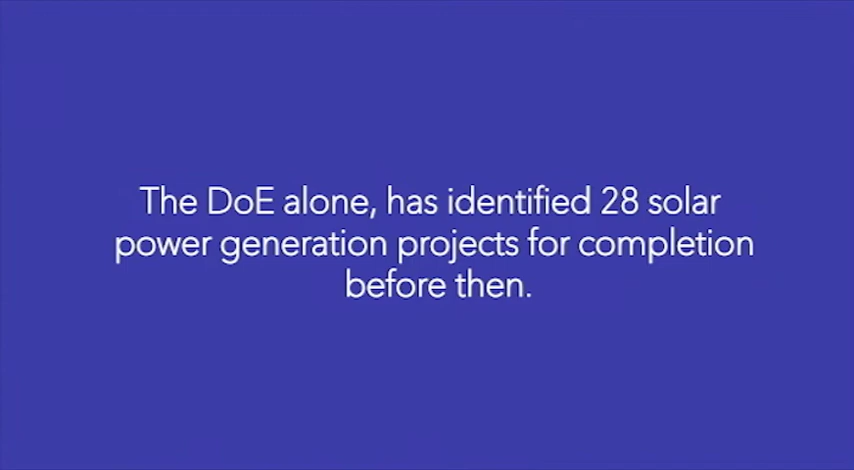 The DoE alone, has identified 28 solar
power generation projects for completion
before then.